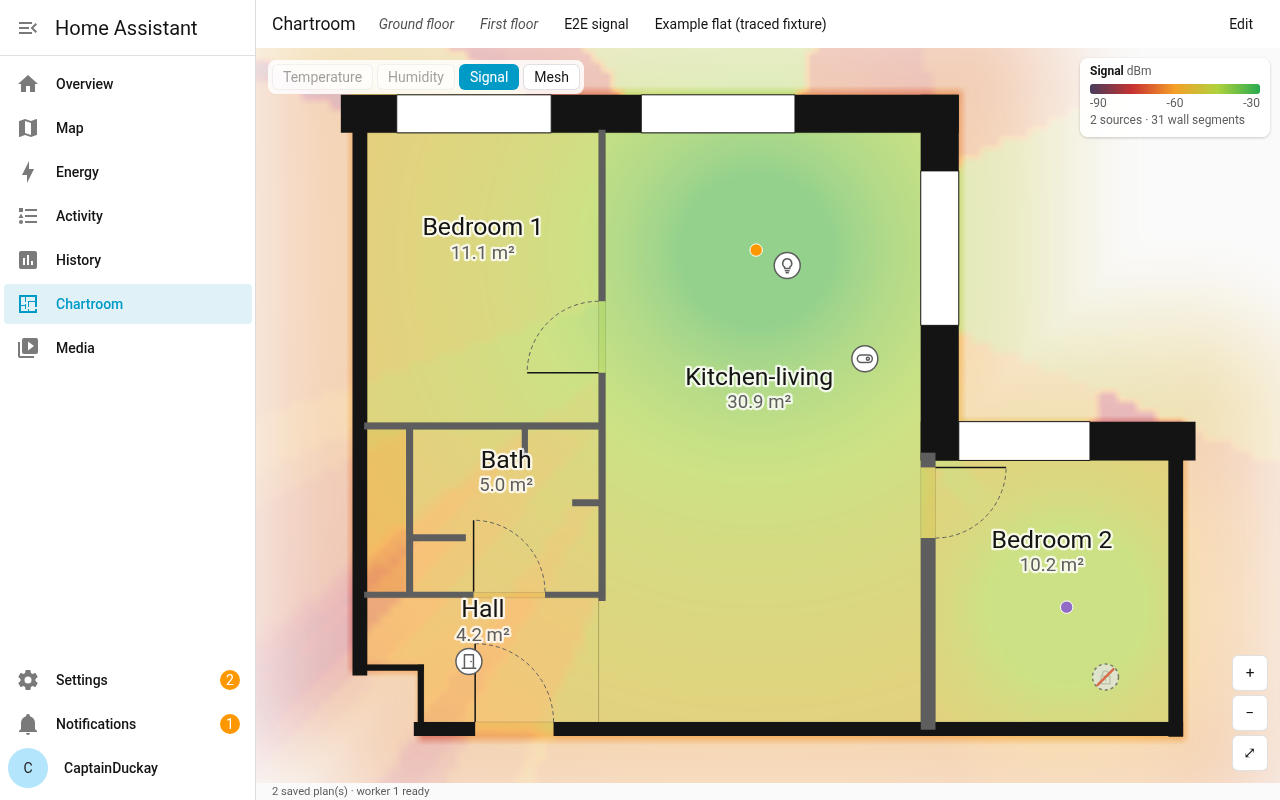 Home Assistant
Overview
Map
Energy
Activity
History
Chartroom
Media
Settings
2
Notifications
1
C
CaptainDuckay
Chartroom
Ground floor
First floor
E2E signal
Example flat (traced fixture)
Edit
Temperature
Humidity
Signal
Mesh
Signal dBm
-90 -60 -30
2 sources · 31 wall segments
Bedroom 1
11.1 m²
Kitchen-living
30.9 m²
Bath
5.0 m²
Bedroom 2
10.2 m²
Hall
4.2 m²
+
−
2 saved plan(s) · worker 1 ready